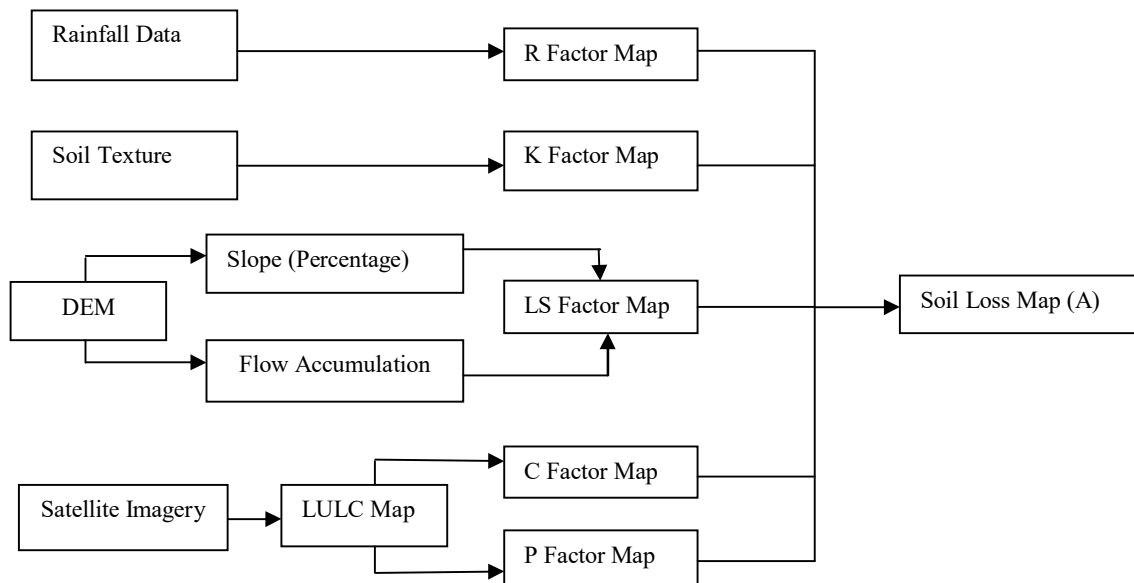 Rainfall Data
R Factor Map
Soil Texture
K Factor Map
Slope (Percentage)
DEM
LS Factor Map
Soil Loss Map (A)
Flow Accumulation
C Factor Map
Satellite Imagery
LULC Map
P Factor Map